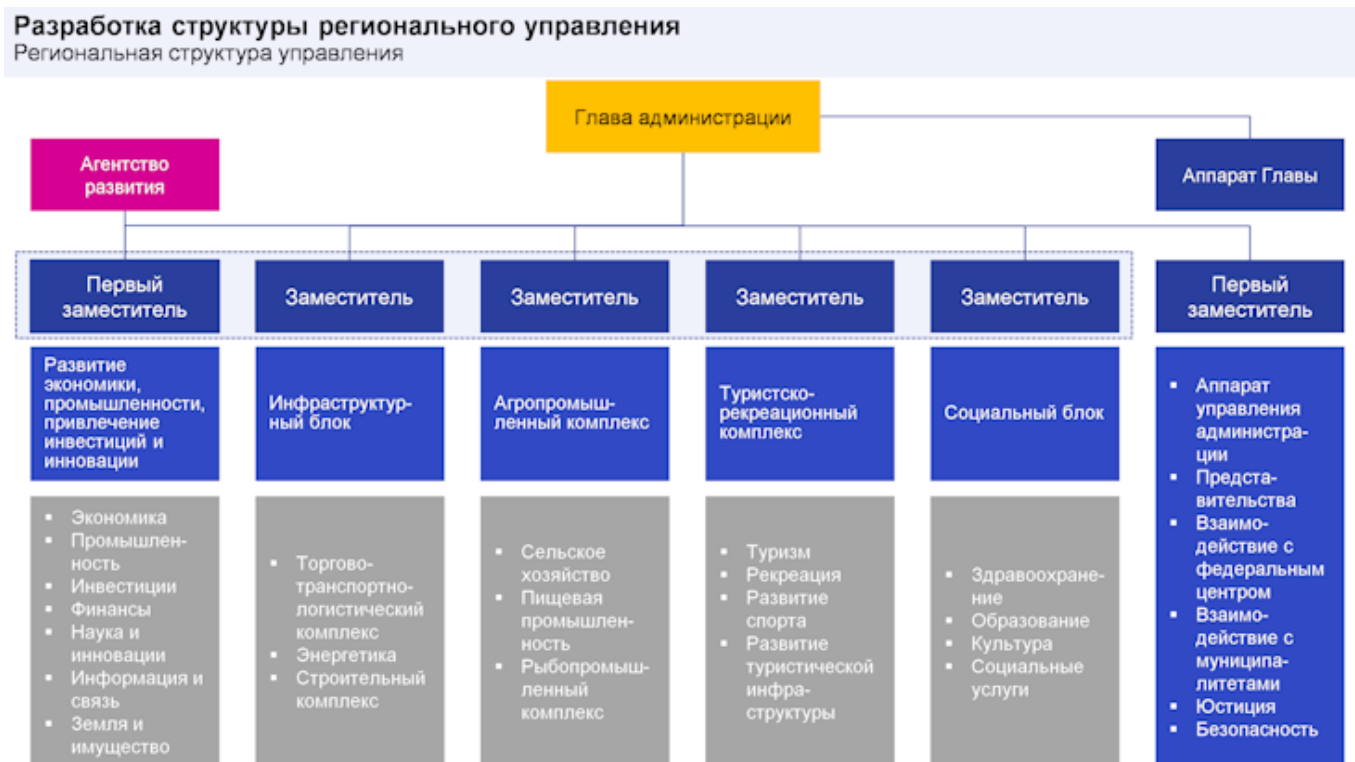 Разработка структуры регионального управления
Региональная структура управления
Глава администрации
Агентство
развития
Аппарат Главы
Первый
заместитель
Заместитель
Заместитель
Заместитель
Заместитель
Первый
заместитель
Развитие
экономики,
промышленности,
привлечение
инвестиций и
инновации
Инфраструктур-
ный блок
Агропромыш-
ленный комплекс
Туристско-
рекреационный
комплекс
Социальный блок
▪ Аппарат
управления
администра-
ции
▪ Предста-
вительства
▪ Взаимо-
действие с
федеральным
центром
▪ Взаимо-
действие с
муниципа-
литетами
▪ Юстиция
▪ Безопасность
▪ Экономика
▪ Промышлен-
ность
▪ Инвестиции
▪ Финансы
▪ Наука и
инновации
▪ Информация и
связь
▪ Земля и
имущество
▪ Торгово-
транспортно-
логистический
комплекс
▪ Энергетика
▪ Строительный
комплекс
▪ Сельское
хозяйство
▪ Пищевая
промышлен-
ность
▪ Рыбопромыш-
ленный
комплекс
▪ Туризм
▪ Рекреация
▪ Развитие
спорта
▪ Развитие
туристической
инфра-
структуры
▪ Здравоохране-
ние
▪ Образование
▪ Культура
▪ Социальные
услуги